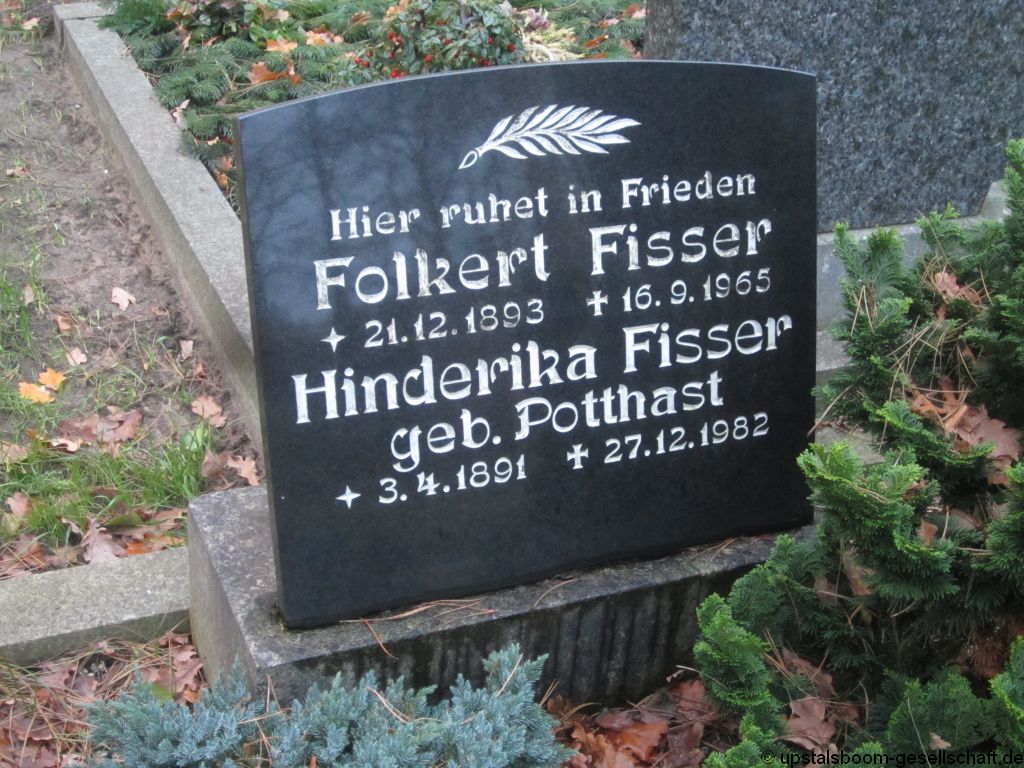 Hier ruhet in Frieden
Folkert Fisser
✦ 21.12.1893 ✝ 16.9.1965
Hinderika Fisser
geb. Potthast
✦ 3.4.1891 ✝ 27.12.1982
© upstalsboom-gesellschaft.de